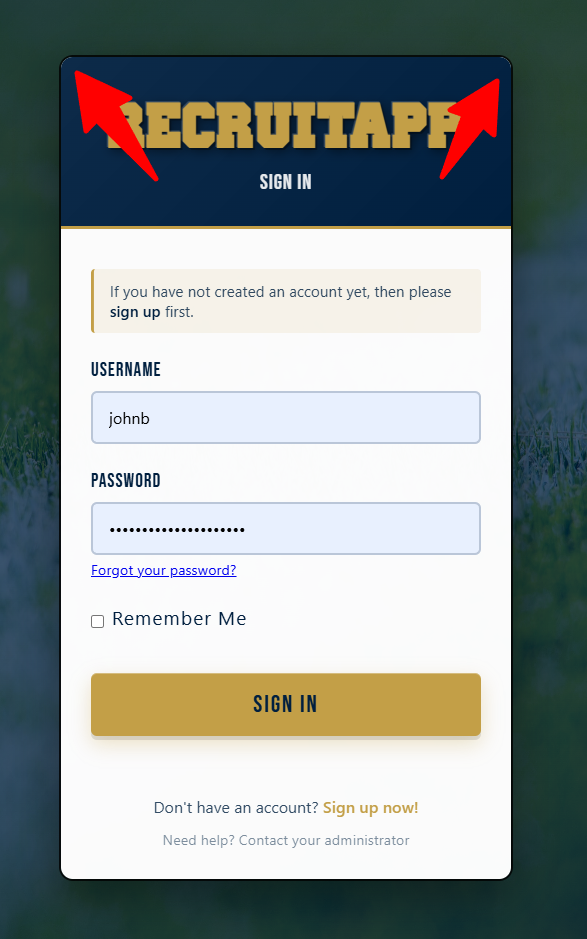 RECRUITAPP
SIGN IN
If you have not created an account yet, then please
sign up first.
USERNAME
johnb
PASSWORD
•••••••••••••••••••••
Forgot your password?
Remember Me
SIGN IN
Don't have an account? Sign up now!
Need help? Contact your administrator